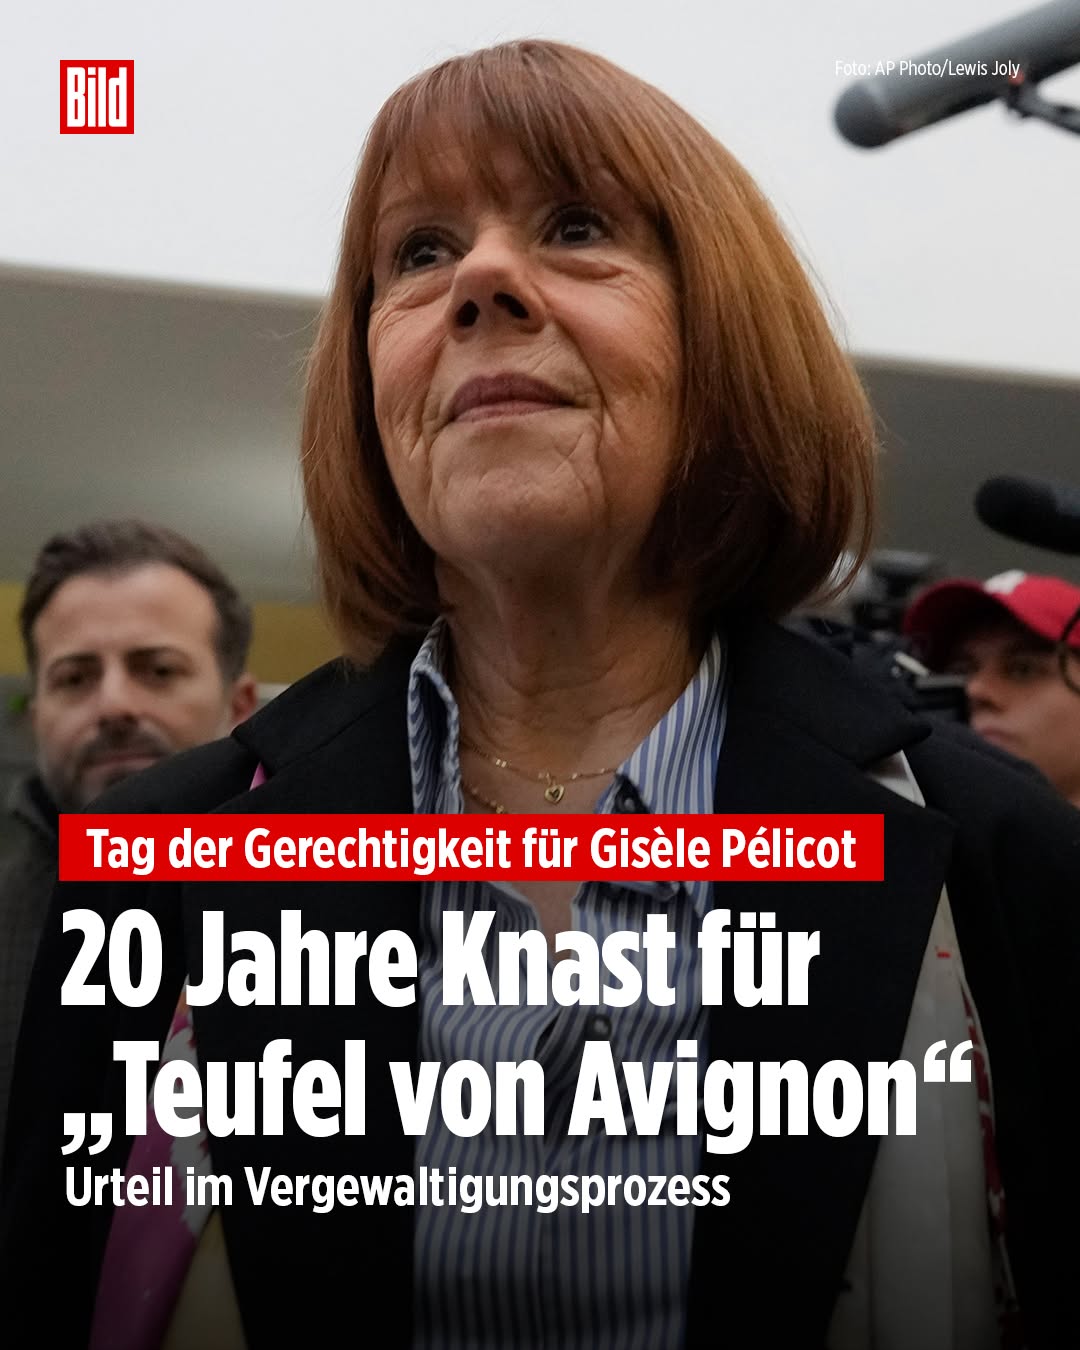 Bild
Foto: AP Photo/Lewis Joly
Tag der Gerechtigkeit für Gisèle Pélicot
20 Jahre Knast für
„Teufel von Avignon“
Urteil im Vergewaltigungsprozess